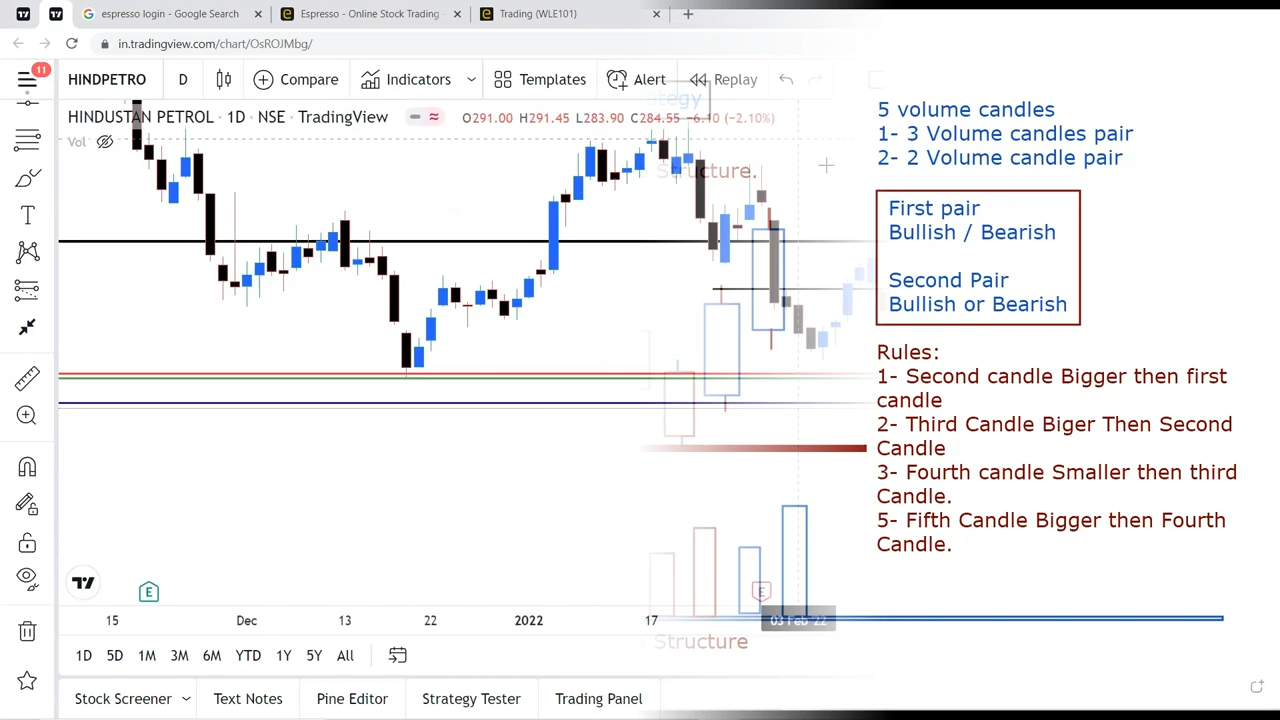 espresso login - Google Search
Espresso - Online Stock Trading
Trading (WLE101)
in.tradingview.com/chart/OsROJMbg/
11
HINDPETRO
D
Compare
Indicators
Templates
Alert
Replay
tegy
HINDUSTAN PETROL · 1D · NSE · TradingView
O291.00 H291.45 L283.90 C284.55 -6.10 (-2.10%)
Vol
Structure.
5 volume candles
1- 3 Volume candles pair
2- 2 Volume candle pair
First pair
Bullish / Bearish
Second Pair
Bullish or Bearish
Rules:
1- Second candle Bigger then first
candle
2- Third Candle Biger Then Second
Candle
3- Fourth candle Smaller then third
Candle.
5- Fifth Candle Bigger then Fourth
Candle.
E
E
15
Dec
13
22
2022
17
03 Feb '22
Structure
1D 5D 1M 3M 6M YTD 1Y 5Y All
Stock Screener
Text Notes
Pine Editor
Strategy Tester
Trading Panel